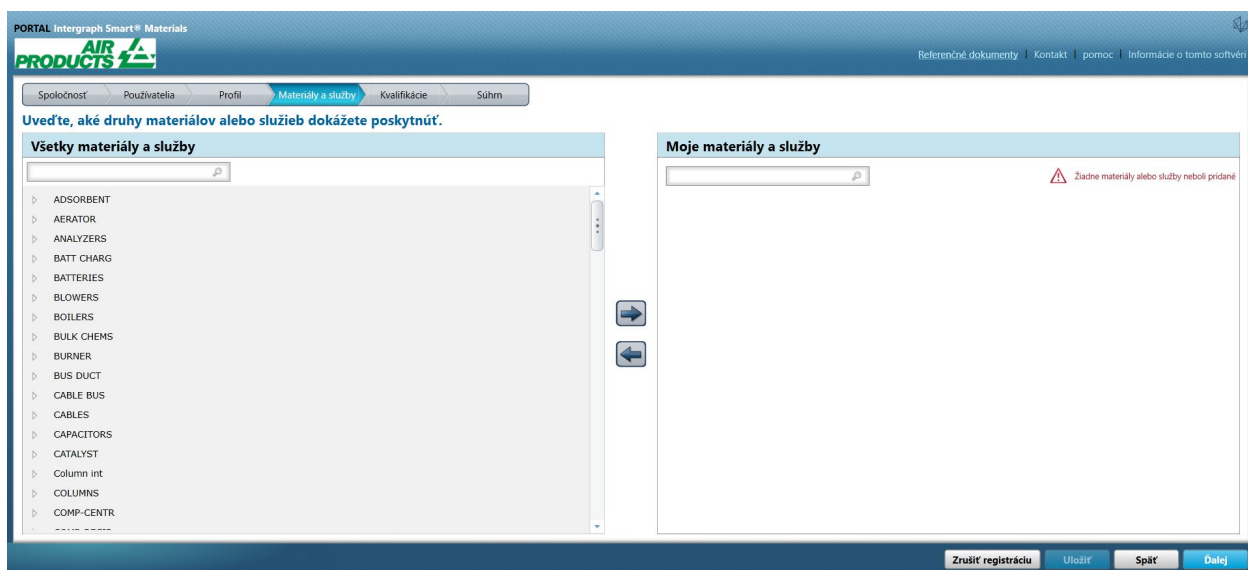 PORTAL Intergraph Smart® Materials
AIR
PRODUCTS
Referenčné dokumenty | Kontakt | pomoc | Informácie o tomto softvéri
Spoločnosť Používatelia Profil Materiály a služby Kvalifikácie Súhrn
Uveďte, aké druhy materiálov alebo služieb dokážete poskytnúť.
Všetky materiály a služby
ADSORBENT
AERATOR
ANALYZERS
BATT CHARG
BATTERIES
BLOWERS
BOILERS
BULK CHEMS
BURNER
BUS DUCT
CABLE BUS
CABLES
CAPACITORS
CATALYST
Column int
COLUMNS
COMP-CENTR
Moje materiály a služby
Žiadne materiály alebo služby neboli pridané
Zrušiť registráciu Uložiť Späť Ďalej